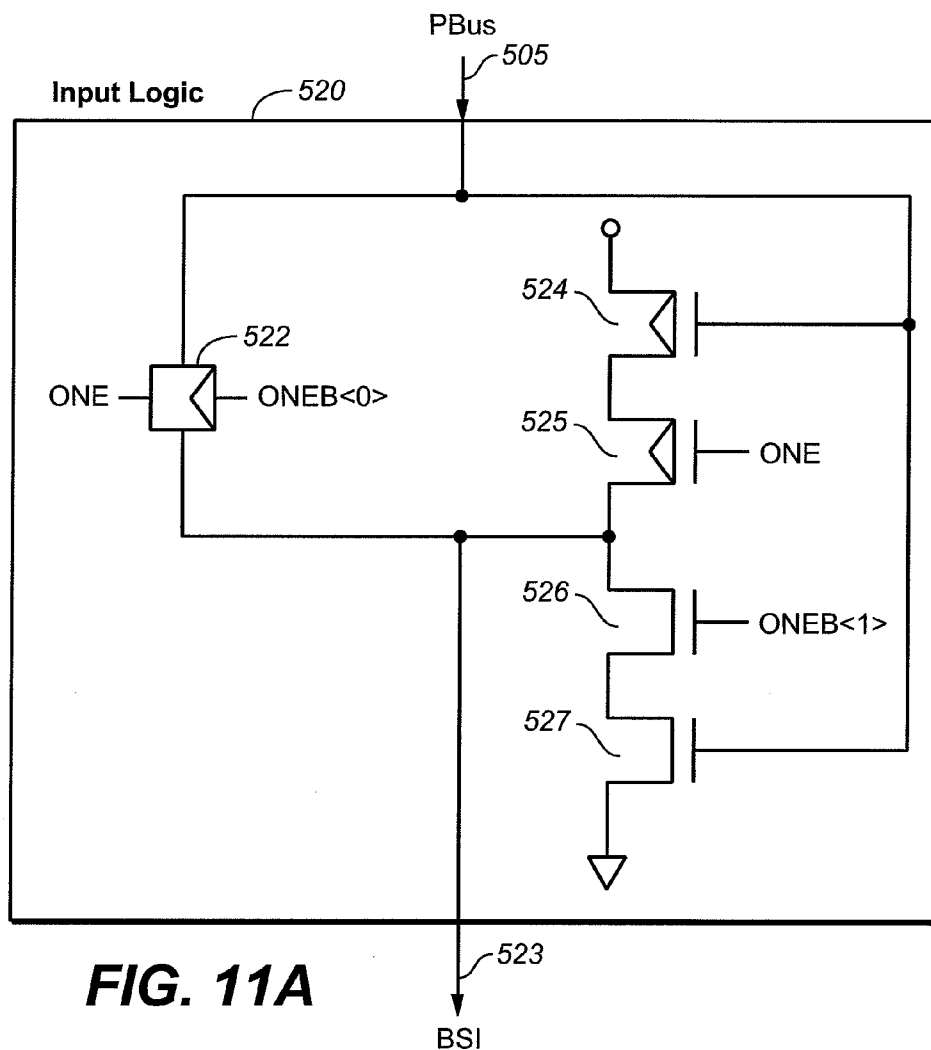 PBus
505
Input Logic
520
524
522
ONE
ONEB<0>
525
ONE
526
ONEB<1>
527
523
FIG. 11A
BSI